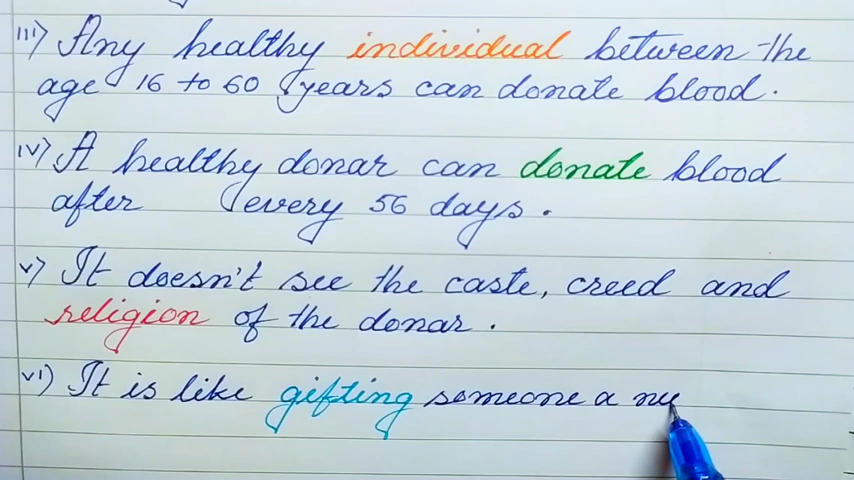 iii) Any healthy individual between the
age 16 to 60 years can donate blood.
iv) A healthy donar can donate blood
after every 56 days.
v) It doesn't see the caste, creed and
religion of the donar.
vi) It is like gifting someone a ne